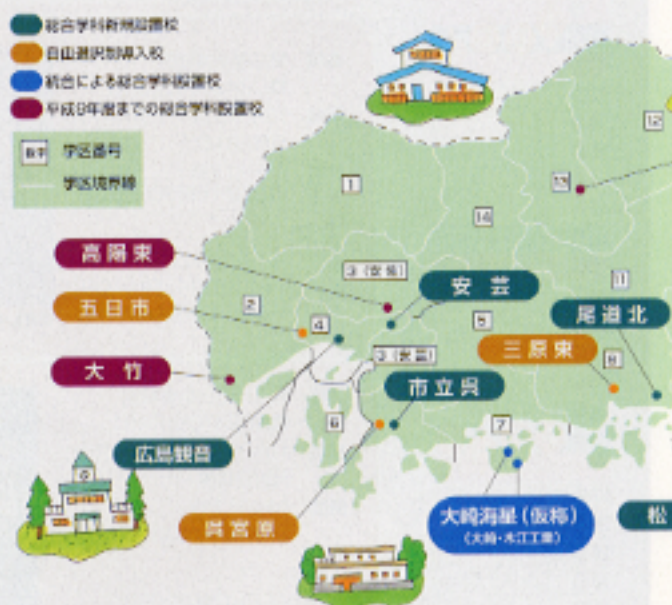 総合学科新規設置校
自由選択制導入校
統合による総合学科設置校
平成9年度までの総合学科設置校
数字 学区番号
学区境界線
12
1
13
14
高陽東
3(安佐)
安芸
11
2
五日市
4
5
尾道北
3(安芸)
三原東
8
大竹
市立呉
6
7
広島観音
大崎海星(仮称)
(大崎・木江工業)
呉宮原
松